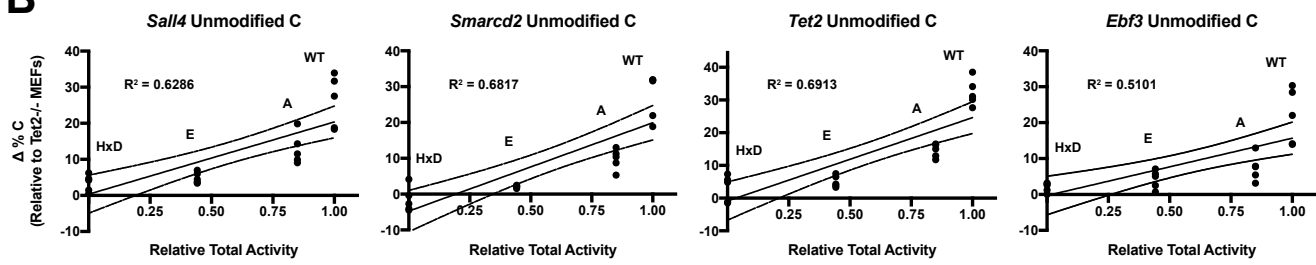 B
Sall4 Unmodified C
Δ % C
(Relative to Tet2-/- MEFs)
40
30
20
10
0
-10
R² = 0.6286
HxD
E
A
WT
0.25 0.50 0.75 1.00
Relative Total Activity
Smarcd2 Unmodified C
40
30
20
10
0
-10
R² = 0.6817
HxD
E
A
WT
0.25 0.50 0.75 1.00
Relative Total Activity
Tet2 Unmodified C
40
30
20
10
0
-10
R² = 0.6913
HxD
E
A
WT
0.25 0.50 0.75 1.00
Relative Total Activity
Ebf3 Unmodified C
40
30
20
10
0
-10
R² = 0.5101
HxD
E
A
WT
0.25 0.50 0.75 1.00
Relative Total Activity